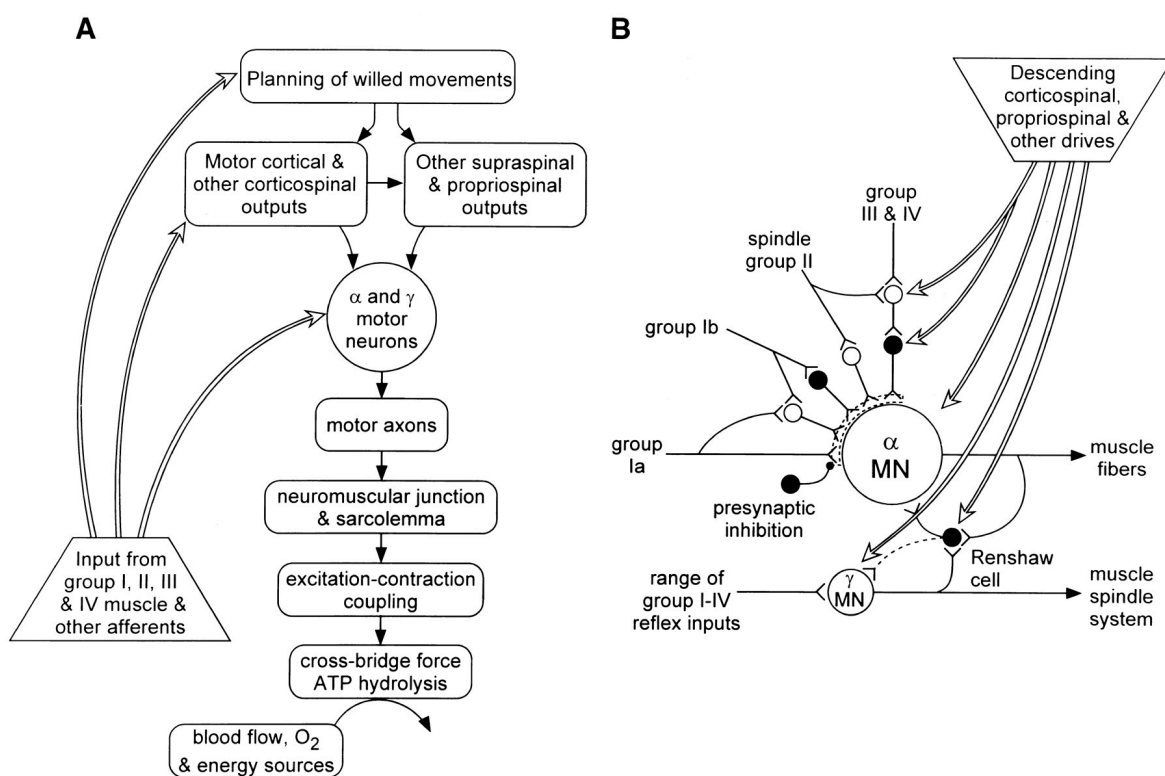 A
Planning of willed movements
Motor cortical &
other corticospinal
outputs
Other supraspinal
& propriospinal
outputs
α and γ
motor
neurons
motor axons
neuromuscular junction
& sarcolemma
excitation-contraction
coupling
cross-bridge force
ATP hydrolysis
blood flow, O2
& energy sources
Input from
group I, II, III
& IV muscle &
other afferents
B
Descending
corticospinal,
propriospinal &
other drives
group
III & IV
spindle
group II
group Ib
group
Ia
α
MN
muscle
fibers
presynaptic
inhibition
Renshaw
cell
range of
group I-IV
reflex inputs
γ
MN
muscle
spindle
system